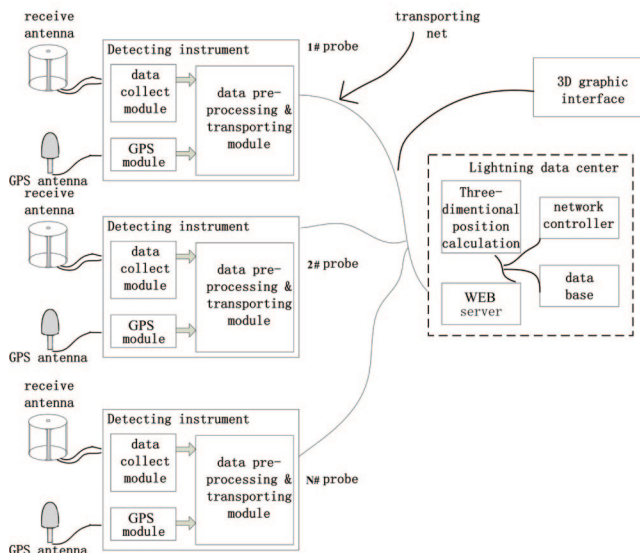 receive
antenna
Detecting instrument
data
collect
module
GPS
module
data pre-
processing &
transporting
module
1# probe
GPS antenna
transporting
net
3D graphic
interface
Lightning data center
Three-
dimentional
position
calculation
network
controller
WEB
server
data
base
receive
antenna
Detecting instrument
data
collect
module
GPS
module
data pre-
processing &
transporting
module
2# probe
GPS antenna
receive
antenna
Detecting instrument
data
collect
module
GPS
module
data pre-
processing &
transporting
module
N# probe
GPS antenna